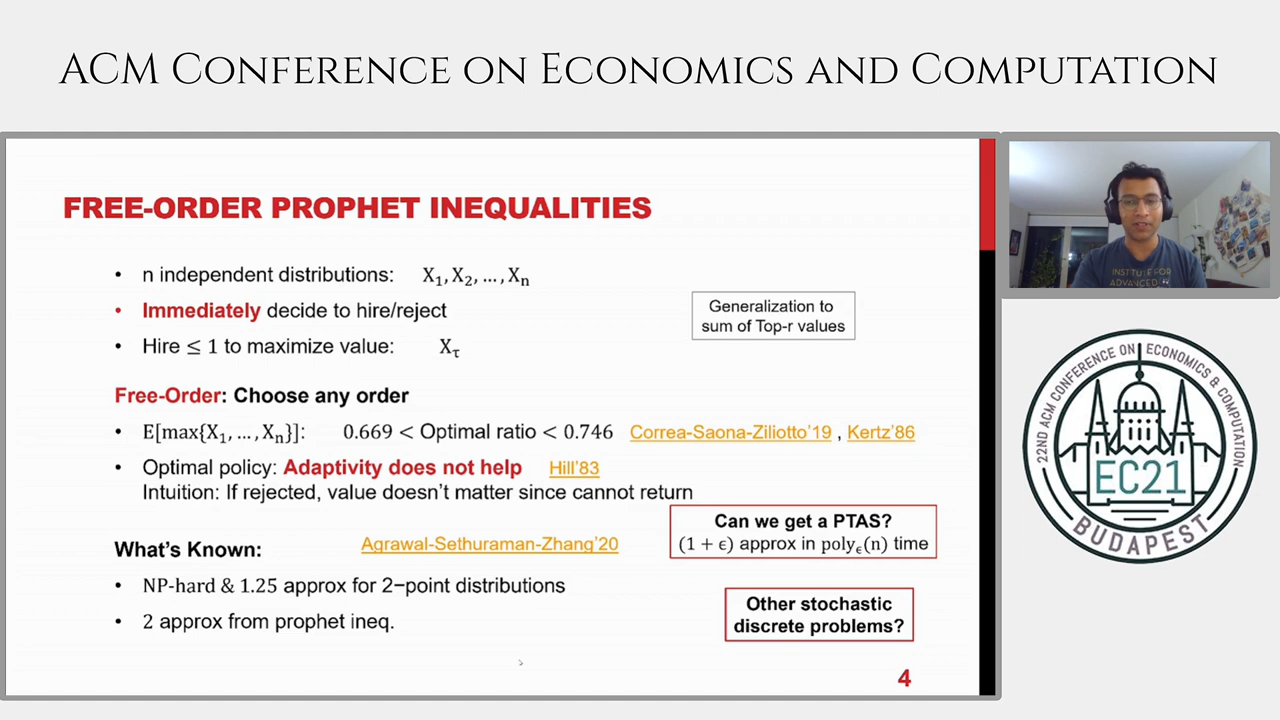 ACM Conference on Economics and Computation
FREE-ORDER PROPHET INEQUALITIES
• n independent distributions: X₁, X₂, …, Xₙ
• Immediately decide to hire/reject
• Hire ≤ 1 to maximize value: X_τ
Generalization to
sum of Top-r values
Free-Order: Choose any order
• E[max{X₁, …, Xₙ}]: 0.669 < Optimal ratio < 0.746 Correa-Saona-Ziliotto'19 , Kertz'86
• Optimal policy: Adaptivity does not help Hill'83
Intuition: If rejected, value doesn't matter since cannot return
What's Known: Agrawal-Sethuraman-Zhang'20
• NP-hard & 1.25 approx for 2−point distributions
• 2 approx from prophet ineq.
Can we get a PTAS?
(1 + ϵ) approx in poly_ϵ(n) time
Other stochastic
discrete problems?
4
INSTITUTE FOR
ADVANCED
22ND ACM CONFERENCE ON ECONOMICS & COMPUTATION
EC21
BUDAPEST